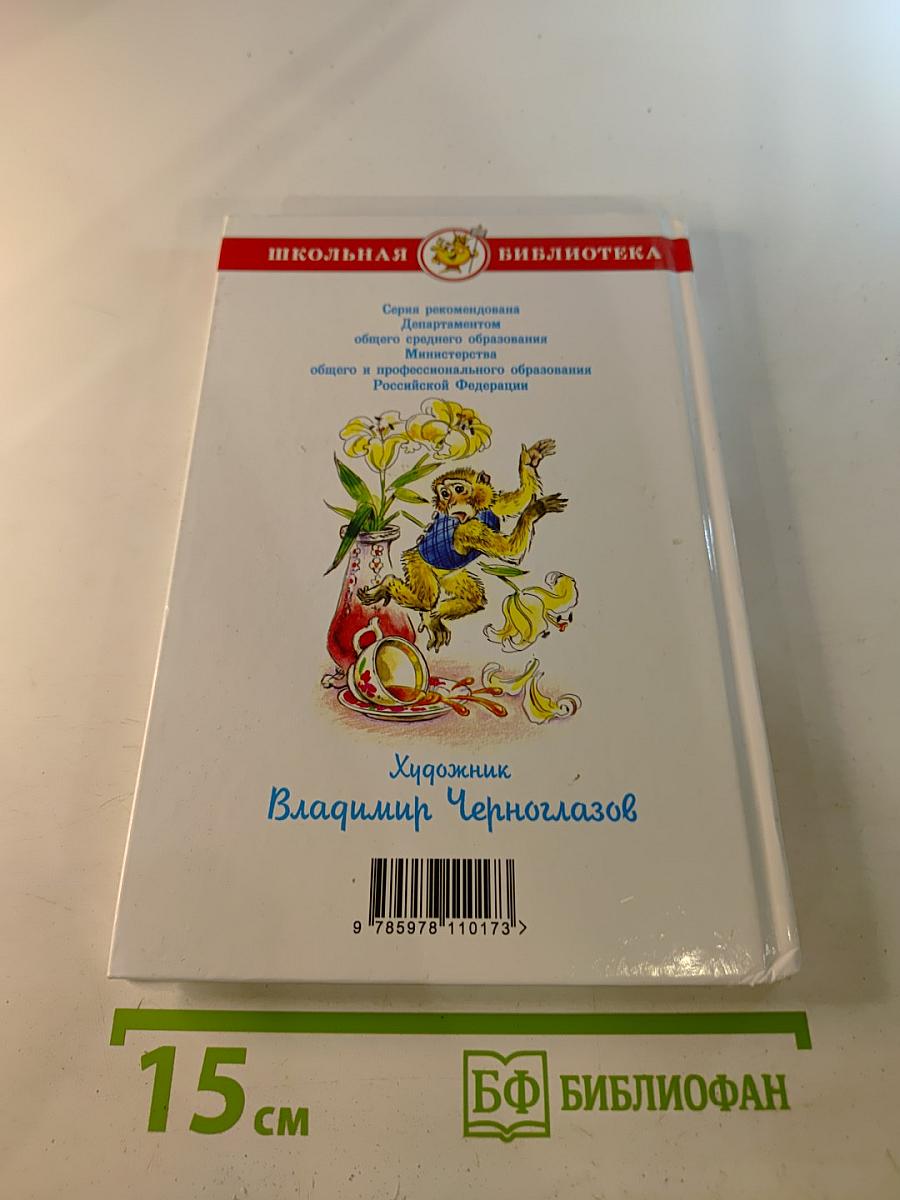 ШКОЛЬНАЯ БИБЛИОТЕКА
Серия рекомендована
Департаментом
общего среднего образования
Министерства
общего и профессионального образования
Российской Федерации
Художник
Владимир Черноглазов
9 785978 110173 >
15 см
БФ БИБЛИОФАН